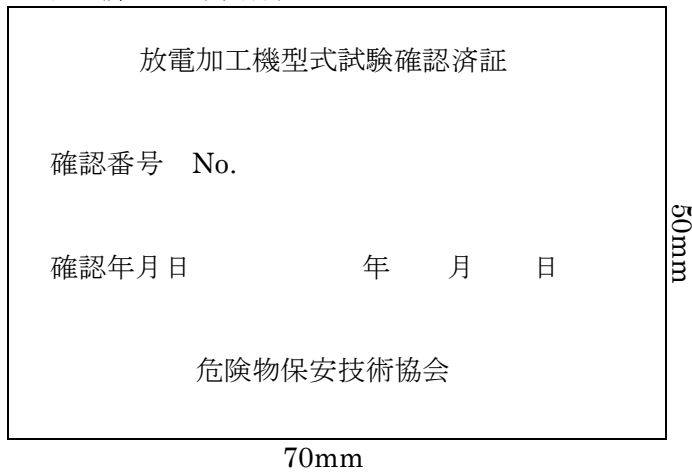 放電加工機型式試験確認済証
確認番号　No.
確認年月日　　　　　　年　　月　　日
50mm
危険物保安技術協会
70mm